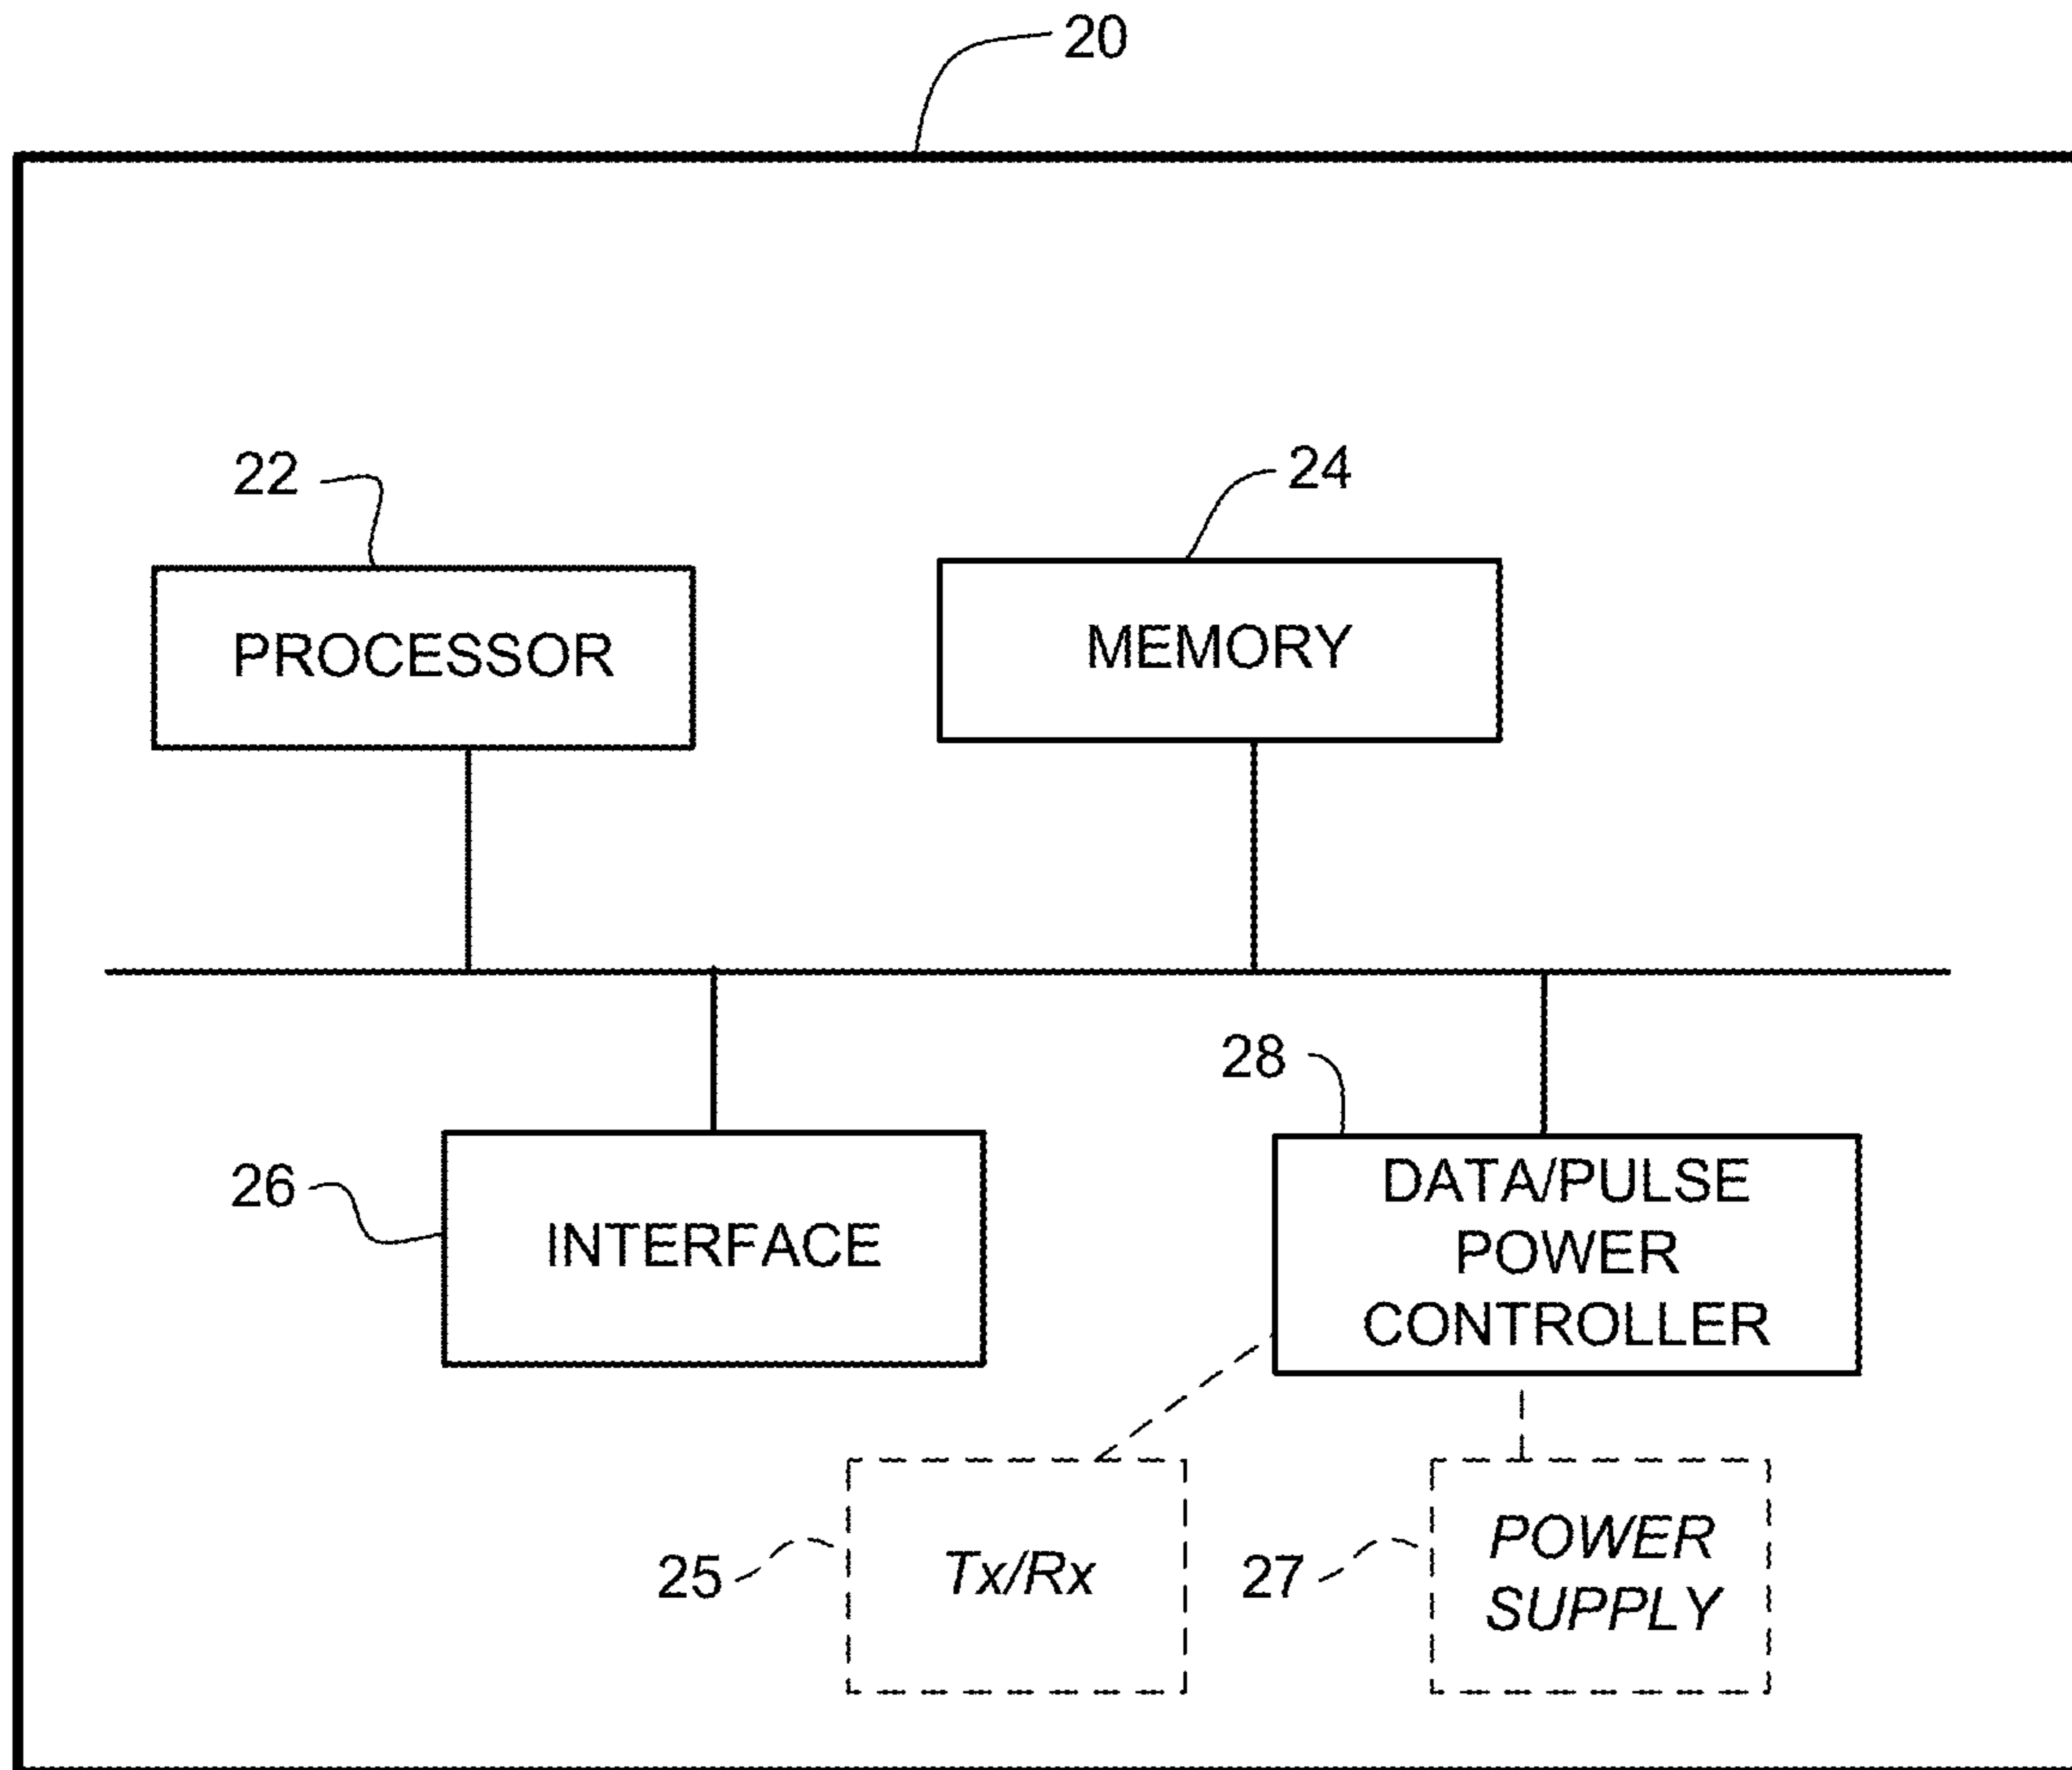 20
22
24
PROCESSOR
MEMORY
28
26
INTERFACE
DATA/PULSE
POWER
CONTROLLER
25
Tx/Rx
27
POWER
SUPPLY